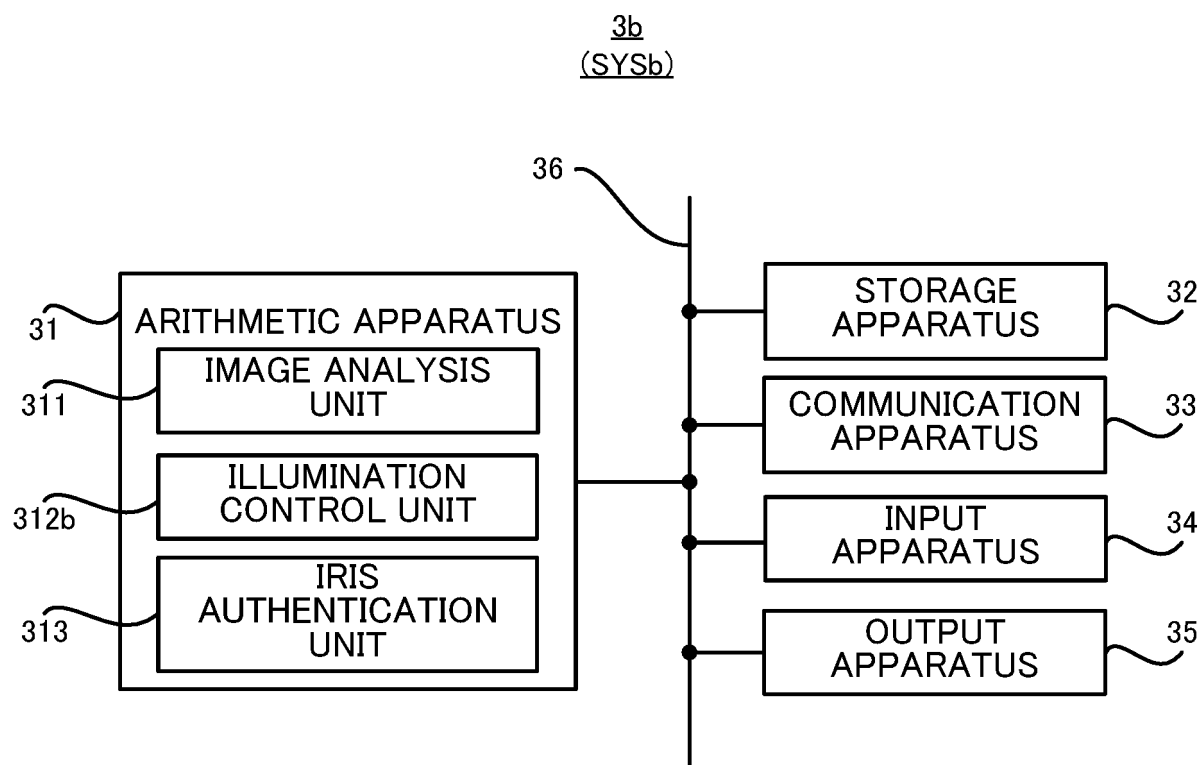 3b
(SYSb)
36
31
ARITHMETIC APPARATUS
311
IMAGE ANALYSIS
UNIT
312b
ILLUMINATION
CONTROL UNIT
313
IRIS
AUTHENTICATION
UNIT
STORAGE
APPARATUS
32
COMMUNICATION
APPARATUS
33
INPUT
APPARATUS
34
OUTPUT
APPARATUS
35